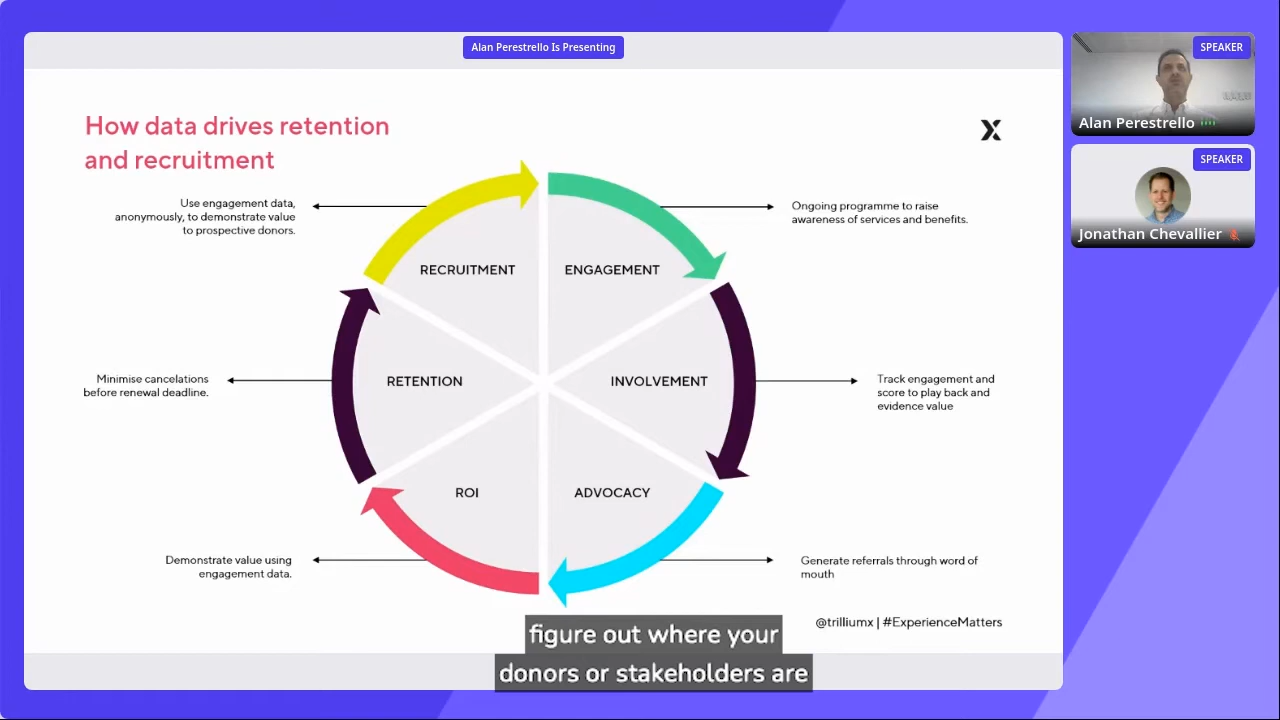 Alan Perestrello Is Presenting
How data drives retention
and recruitment
Use engagement data,
anonymously, to demonstrate value
to prospective donors.
Ongoing programme to raise
awareness of services and benefits.
RECRUITMENT
ENGAGEMENT
Minimise cancelations
before renewal deadline.
RETENTION
INVOLVEMENT
Track engagement and
score to play back and
evidence value
ROI
ADVOCACY
Demonstrate value using
engagement data.
Generate referrals through word of
mouth
@trilliumx | #ExperienceMatters
figure out where your
donors or stakeholders are
SPEAKER
Alan Perestrello
SPEAKER
Jonathan Chevallier